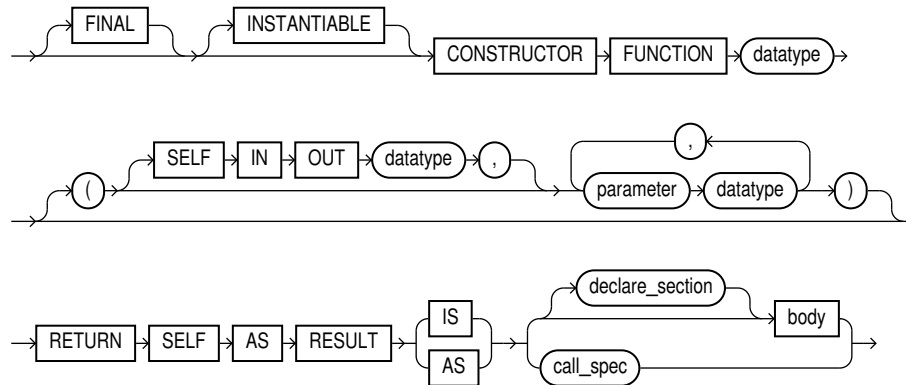 FINAL INSTANTIABLE
CONSTRUCTOR FUNCTION datatype
,
( SELF IN OUT datatype ,
parameter datatype )
declare_section
IS body
RETURN SELF AS RESULT
AS call_spec